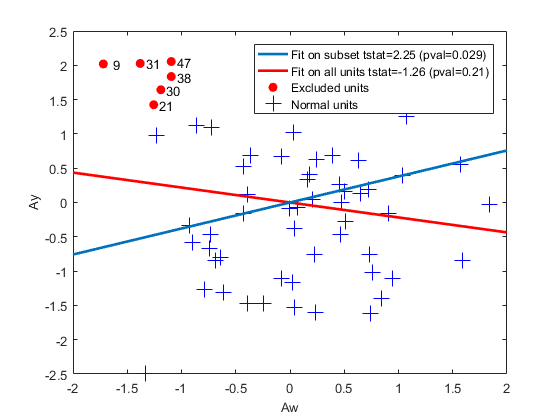 2.5
2
1.5
1
0.5
0
-0.5
-1
-1.5
-2
-2.5
Ay
Fit on subset tstat=2.25 (pval=0.029)
Fit on all units tstat=-1.26 (pval=0.21)
Excluded units
Normal units
9
31
47
38
30
21
-2 -1.5 -1 -0.5 0 0.5 1 1.5 2
Aw